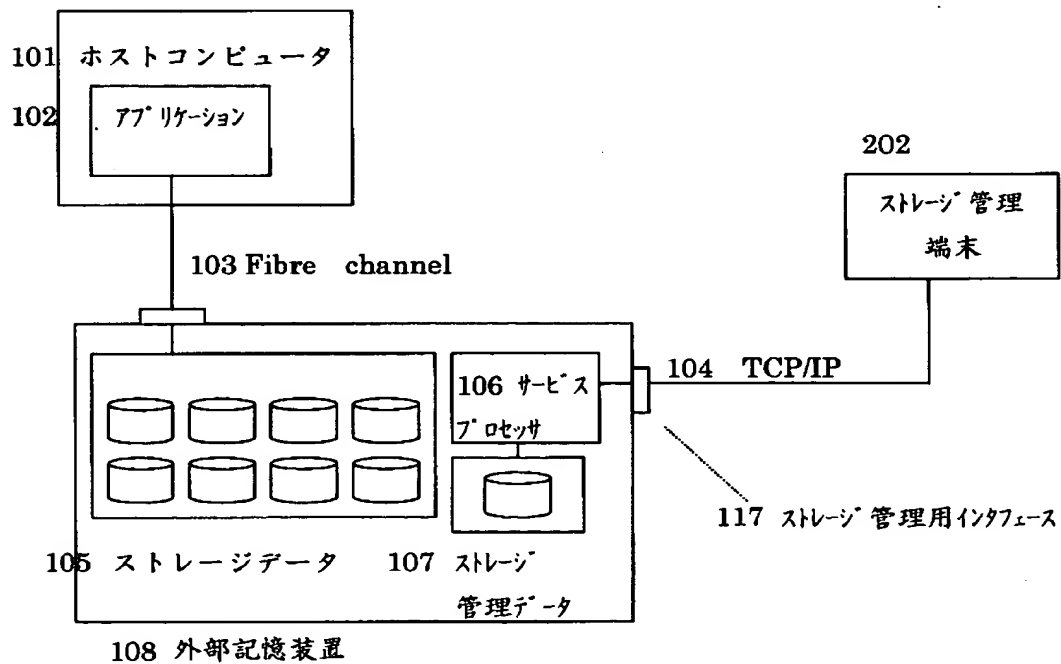 101 ホストコンピュータ
102 アプリケーション
202
ストレージ管理
端末
103 Fibre channel
104 TCP/IP
106 サービス
プロセッサ
117 ストレージ管理用インタフェース
105 ストレージデータ
107 ストレージ
管理データ
108 外部記憶装置